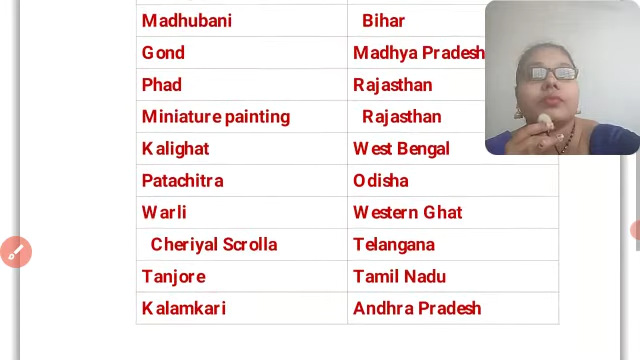 Madhubani Bihar
Gond Madhya Pradesh
Phad Rajasthan
Miniature painting Rajasthan
Kalighat West Bengal
Patachitra Odisha
Warli Western Ghat
Cheriyal Scrolla Telangana
Tanjore Tamil Nadu
Kalamkari Andhra Pradesh